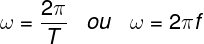 ω = 2π/T ou ω = 2πf